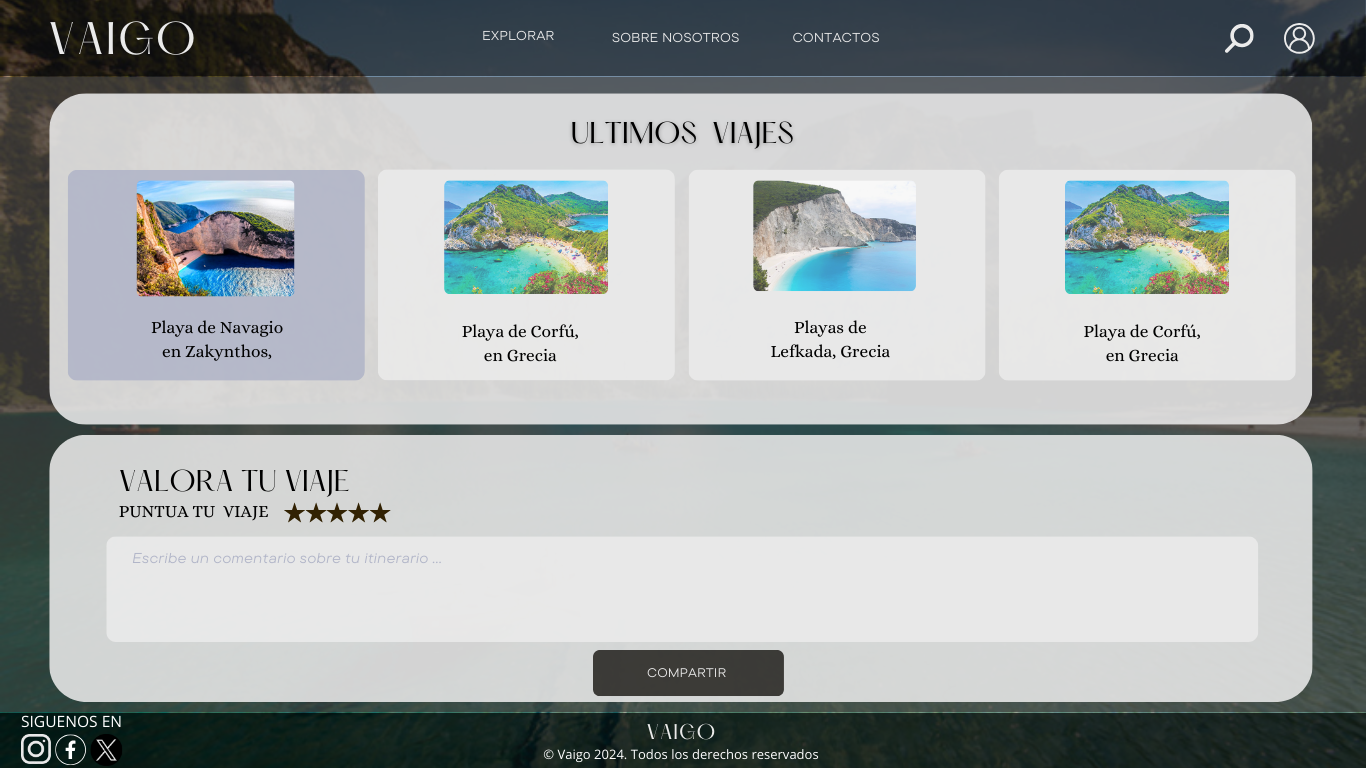 VAIGO
EXPLORAR
SOBRE NOSOTROS
CONTACTOS
ULTIMOS VIAJES
Playa de Navagio
en Zakynthos,
Playa de Corfú,
en Grecia
Playas de
Lefkada, Grecia
Playa de Corfú,
en Grecia
VALORA TU VIAJE
PUNTUA TU VIAJE ★★★★★
Escribe un comentario sobre tu itinerario ...
COMPARTIR
SIGUENOS EN
VAIGO
© Vaigo 2024. Todos los derechos reservados